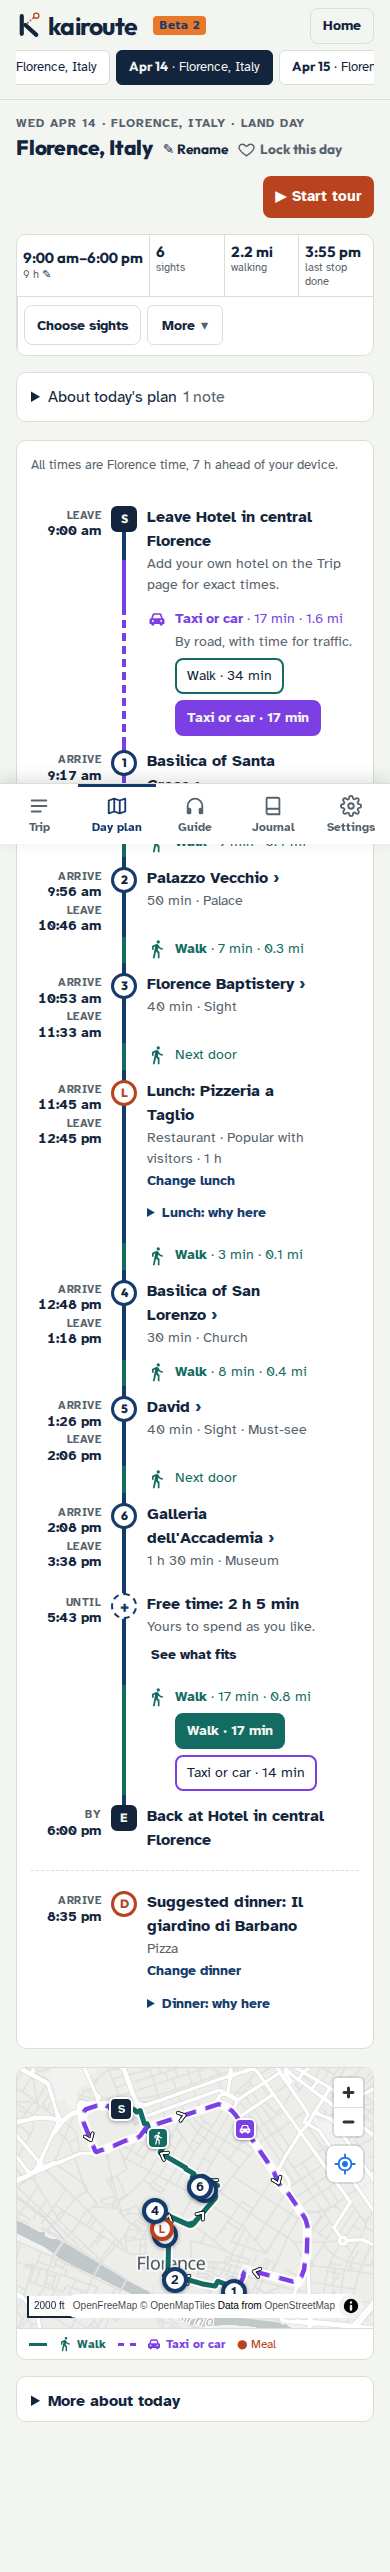 kairoute Beta 2 Home
Florence, Italy Apr 14 · Florence, Italy Apr 15 ·
WED APR 14 · FLORENCE, ITALY · LAND DAY
Florence, Italy ✎ Rename Lock this day
▶ Start tour
9:00 am–6:00 pm
9 h ✎
6
sights
2.2 mi
walking
3:55 pm
last stop
done
Choose sights More ▾
▶ About today's plan 1 note
All times are Florence time, 7 h ahead of your device.
LEAVE
9:00 am
S
Leave Hotel in central
Florence
Add your own hotel on the Trip
page for exact times.
Taxi or car · 17 min · 1.6 mi
By road, with time for traffic.
Walk · 34 min
Taxi or car · 17 min
ARRIVE
9:17 am
1
Basilica of Santa
Trip Day plan Guide Journal Settings
ARRIVE
9:56 am
LEAVE
10:46 am
2
Palazzo Vecchio ›
50 min · Palace
Walk · 7 min · 0.3 mi
ARRIVE
10:53 am
LEAVE
11:33 am
3
Florence Baptistery ›
40 min · Sight
Next door
ARRIVE
11:45 am
LEAVE
12:45 pm
L
Lunch: Pizzeria a
Taglio
Restaurant · Popular with
visitors · 1 h
Change lunch
▶ Lunch: why here
Walk · 3 min · 0.1 mi
ARRIVE
12:48 pm
LEAVE
1:18 pm
4
Basilica of San
Lorenzo ›
30 min · Church
Walk · 8 min · 0.4 mi
ARRIVE
1:26 pm
LEAVE
2:06 pm
5
David ›
40 min · Sight · Must-see
Next door
ARRIVE
2:08 pm
LEAVE
3:38 pm
6
Galleria
dell'Accademia ›
1 h 30 min · Museum
UNTIL
5:43 pm
+
Free time: 2 h 5 min
Yours to spend as you like.
See what fits
Walk · 17 min · 0.8 mi
Walk · 17 min
Taxi or car · 14 min
BY
6:00 pm
E
Back at Hotel in central
Florence
ARRIVE
8:35 pm
D
Suggested dinner: Il
giardino di Barbano
Pizza
Change dinner
▶ Dinner: why here
S
+
−
6
4
L
Florence
2
1
2000 ft OpenFreeMap © OpenMapTiles Data from OpenStreetMap
Walk Taxi or car Meal
▶ More about today